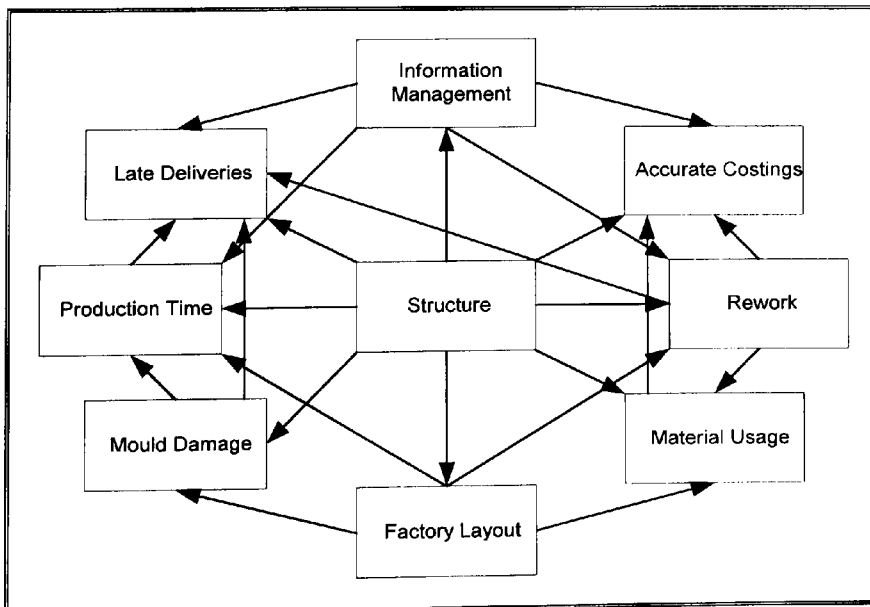 Information
Management
Late Deliveries
Accurate Costings
Production Time
Structure
Rework
Mould Damage
Material Usage
Factory Layout